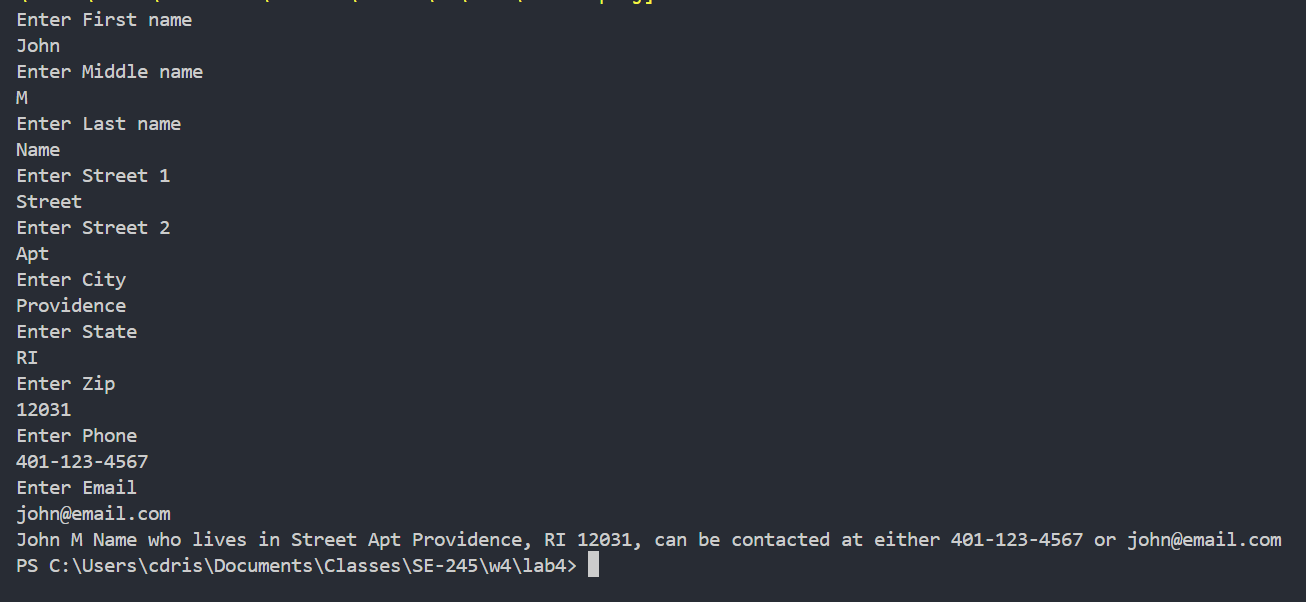 Enter First name
John
Enter Middle name
M
Enter Last name
Name
Enter Street 1
Street
Enter Street 2
Apt
Enter City
Providence
Enter State
RI
Enter Zip
12031
Enter Phone
401-123-4567
Enter Email
john@email.com
John M Name who lives in Street Apt Providence, RI 12031, can be contacted at either 401-123-4567 or john@email.com
PS C:\Users\cdris\Documents\Classes\SE-245\w4\lab4>